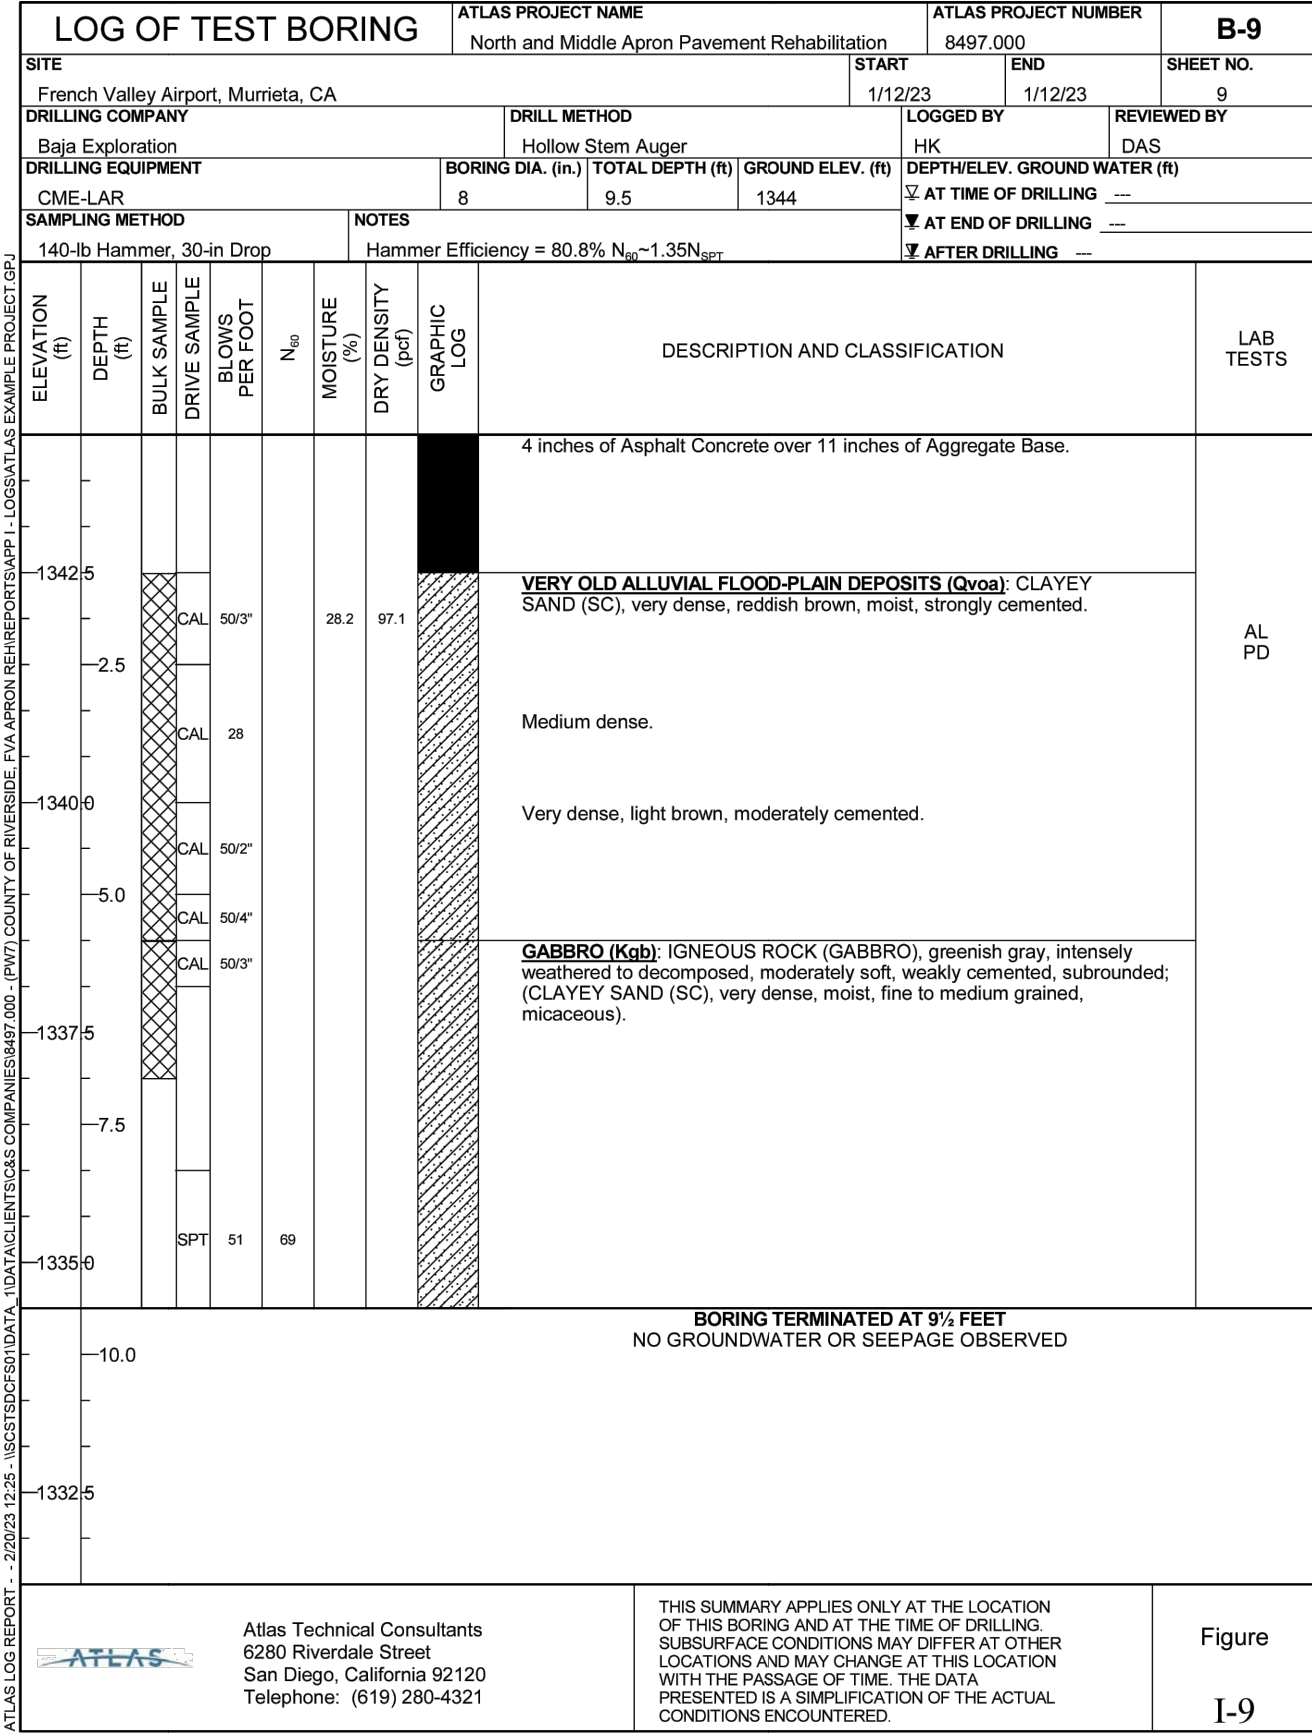 LOG OF TEST BORING
ATLAS PROJECT NAME
North and Middle Apron Pavement Rehabilitation
ATLAS PROJECT NUMBER
8497.000
B-9
SITE
French Valley Airport, Murrieta, CA
START
1/12/23
END
1/12/23
SHEET NO.
9
DRILLING COMPANY
Baja Exploration
DRILL METHOD
Hollow Stem Auger
LOGGED BY
HK
REVIEWED BY
DAS
DRILLING EQUIPMENT
CME-LAR
BORING DIA. (in.)
8
TOTAL DEPTH (ft)
9.5
GROUND ELEV. (ft)
1344
DEPTH/ELEV. GROUND WATER (ft)
AT TIME OF DRILLING ---
AT END OF DRILLING ---
AFTER DRILLING ---
SAMPLING METHOD
140-lb Hammer, 30-in Drop
NOTES
Hammer Efficiency = 80.8% N60~1.35NSPT
ELEVATION
(ft)
DEPTH
(ft)
BULK SAMPLE
DRIVE SAMPLE
BLOWS
PER FOOT
N60
MOISTURE
(%)
DRY DENSITY
(pcf)
GRAPHIC
LOG
DESCRIPTION AND CLASSIFICATION
LAB
TESTS
4 inches of Asphalt Concrete over 11 inches of Aggregate Base.
1342.5
VERY OLD ALLUVIAL FLOOD-PLAIN DEPOSITS (Qvoa): CLAYEY
SAND (SC), very dense, reddish brown, moist, strongly cemented.
CAL 50/3" 28.2 97.1
AL
PD
2.5
Medium dense.
CAL 28
1340.0
Very dense, light brown, moderately cemented.
CAL 50/2"
5.0
CAL 50/4"
GABBRO (Kgb): IGNEOUS ROCK (GABBRO), greenish gray, intensely
weathered to decomposed, moderately soft, weakly cemented, subrounded;
(CLAYEY SAND (SC), very dense, moist, fine to medium grained,
micaceous).
CAL 50/3"
1337.5
7.5
SPT 51 69
1335.0
BORING TERMINATED AT 9½ FEET
NO GROUNDWATER OR SEEPAGE OBSERVED
10.0
1332.5
ATLAS LOG REPORT - - 2/20/23 12:25 - \\SCSTSDCFS01\DATA_1\DATA\CLIENTS\C&S COMPANIES\8497.000 - (PW7) COUNTY OF RIVERSIDE, FVA APRON REH\REPORTS\APP I - LOGS\ATLAS EXAMPLE PROJECT.GPJ
ATLAS
Atlas Technical Consultants
6280 Riverdale Street
San Diego, California 92120
Telephone: (619) 280-4321
THIS SUMMARY APPLIES ONLY AT THE LOCATION
OF THIS BORING AND AT THE TIME OF DRILLING.
SUBSURFACE CONDITIONS MAY DIFFER AT OTHER
LOCATIONS AND MAY CHANGE AT THIS LOCATION
WITH THE PASSAGE OF TIME. THE DATA
PRESENTED IS A SIMPLIFICATION OF THE ACTUAL
CONDITIONS ENCOUNTERED.
Figure
I-9